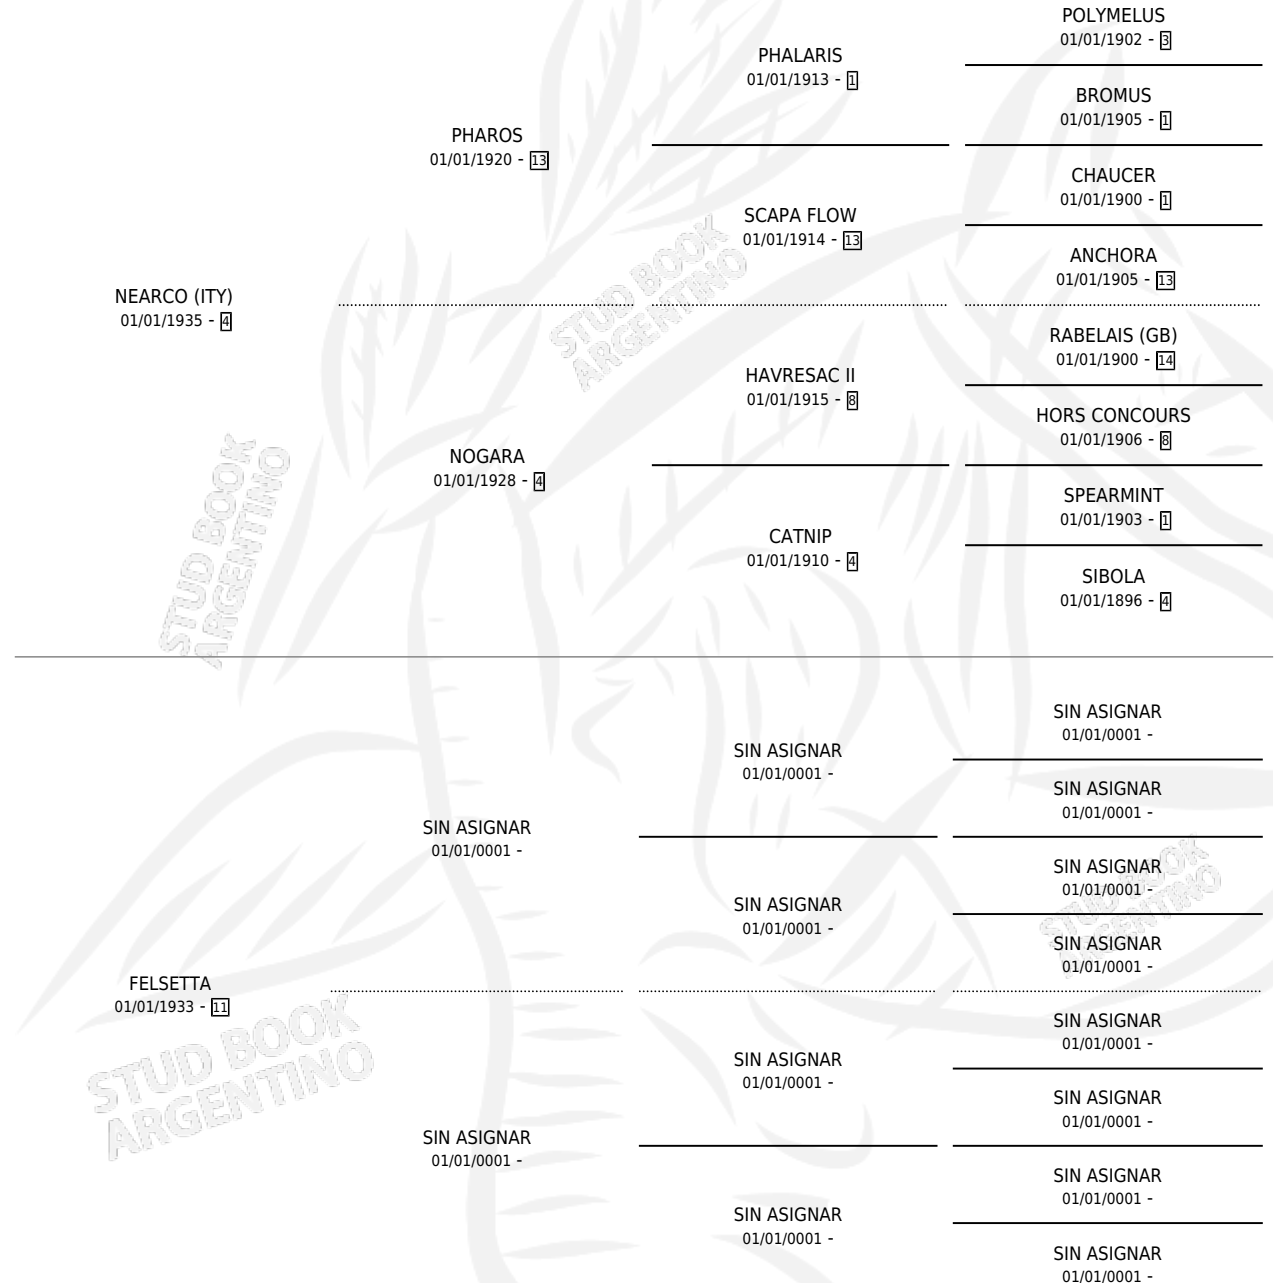 POLYMELUS
01/01/1902 - 3
PHALARIS
01/01/1913 - 1
BROMUS
01/01/1905 - 1
PHAROS
01/01/1920 - 13
CHAUCER
01/01/1900 - 1
SCAPA FLOW
01/01/1914 - 13
ANCHORA
01/01/1905 - 13
NEARCO (ITY)
01/01/1935 - 4
STUD BOOK
ARGENTINO
RABELAIS (GB)
01/01/1900 - 14
HAVRESAC II
01/01/1915 - 8
HORS CONCOURS
01/01/1906 - 8
NOGARA
01/01/1928 - 4
SPEARMINT
01/01/1903 - 1
CATNIP
01/01/1910 - 4
SIBOLA
01/01/1896 - 4
STUD BOOK
ARGENTINO
SIN ASIGNAR
01/01/0001 -
SIN ASIGNAR
01/01/0001 -
SIN ASIGNAR
01/01/0001 -
SIN ASIGNAR
01/01/0001 -
SIN ASIGNAR
01/01/0001 -
SIN ASIGNAR
01/01/0001 -
SIN ASIGNAR
01/01/0001 -
STUD BOOK
ARGENTINO
FELSETTA
01/01/1933 - 11
SIN ASIGNAR
01/01/0001 -
SIN ASIGNAR
01/01/0001 -
SIN ASIGNAR
01/01/0001 -
SIN ASIGNAR
01/01/0001 -
SIN ASIGNAR
01/01/0001 -
SIN ASIGNAR
01/01/0001 -
SIN ASIGNAR
01/01/0001 -
STUD BOOK
ARGENTINO